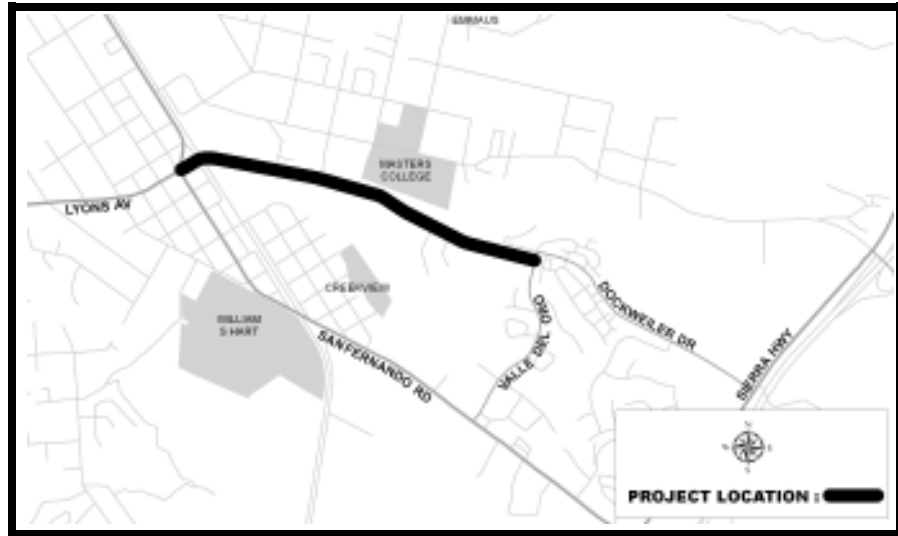 EMMAUS
MASTERS
COLLEGE
LYONS AV
CREEKVIEW
WILLIAM
S HART
SAN FERNANDO RD
VALLE DEL ORO
DOCKWEILER DR
SIERRA HWY
N
W
E
S
PROJECT LOCATION :